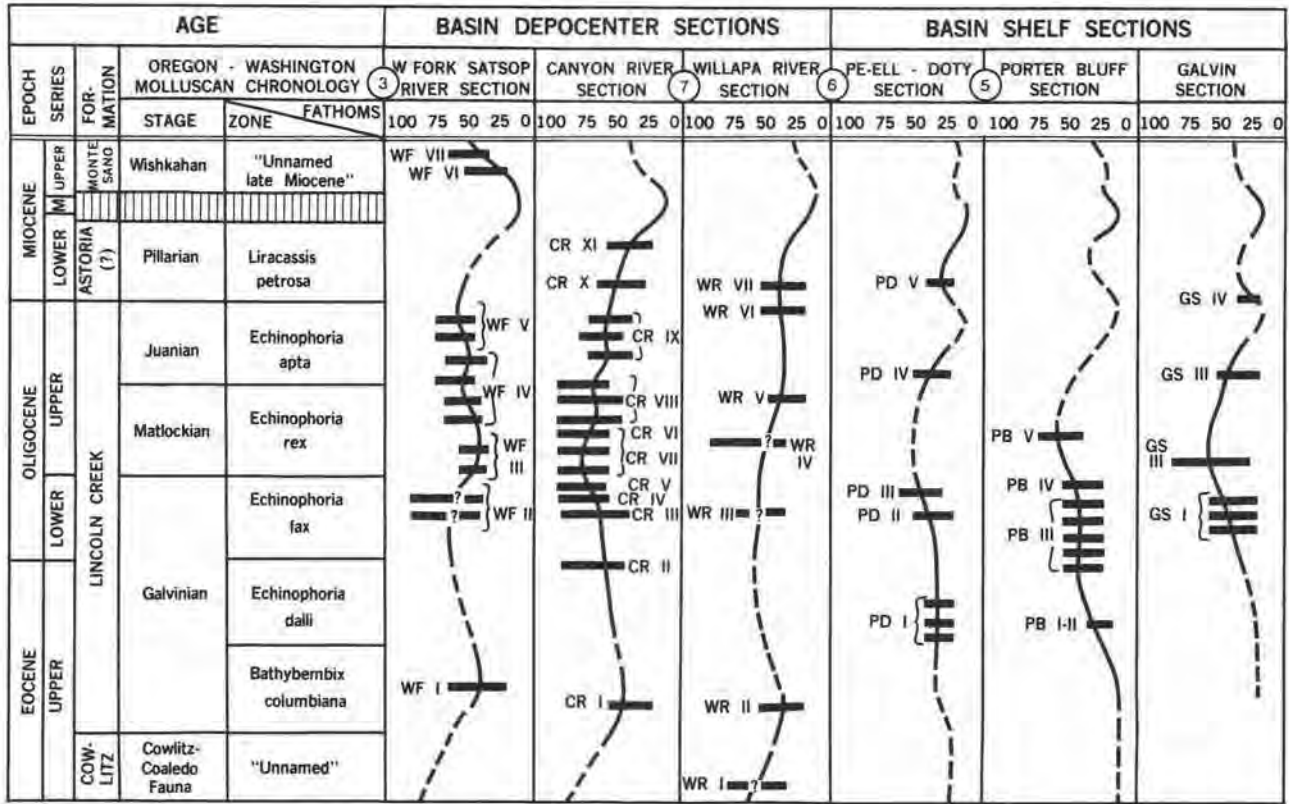 AGE
BASIN DEPOCENTER SECTIONS
BASIN SHELF SECTIONS
EPOCH
SERIES
FOR-
MATION
OREGON - WASHINGTON
MOLLUSCAN CHRONOLOGY
STAGE
ZONE
FATHOMS
3
W FORK SATSOP
RIVER SECTION
CANYON RIVER
SECTION
7
WILLAPA RIVER
SECTION
6
PE-ELL - DOTY
SECTION
5
PORTER BLUFF
SECTION
GALVIN
SECTION
100 75 50 25 0
100 75 50 25 0
100 75 50 25 0
100 75 50 25 0
100 75 50 25 0
100 75 50 25 0
MIOCENE
OLIGOCENE
EOCENE
UPPER
M
LOWER
UPPER
LOWER
UPPER
MONTE
SANO
ASTORIA
(?)
LINCOLN CREEK
COW-
LITZ
Wishkahan
Pillarian
Juanian
Matlockian
Galvinian
Cowlitz-
Coaledo
Fauna
"Unnamed
late Miocene"
Liracassis
petrosa
Echinophoria
apta
Echinophoria
rex
Echinophoria
fax
Echinophoria
dalli
Bathybembix
columbiana
"Unnamed"
WF VII
WF VI
WF V
WF IV
WF
III
?
?
WF II
WF I
CR XI
CR X
CR IX
CR VIII
CR VI
CR VII
CR V
CR IV
CR III
CR II
CR I
WR VII
WR VI
WR V
?
WR
IV
WR III
?
WR II
WR I
?
PD V
PD IV
PD III
PD II
PD I
PB V
PB IV
PB III
PB I-II
GS IV
GS III
GS
III
GS I